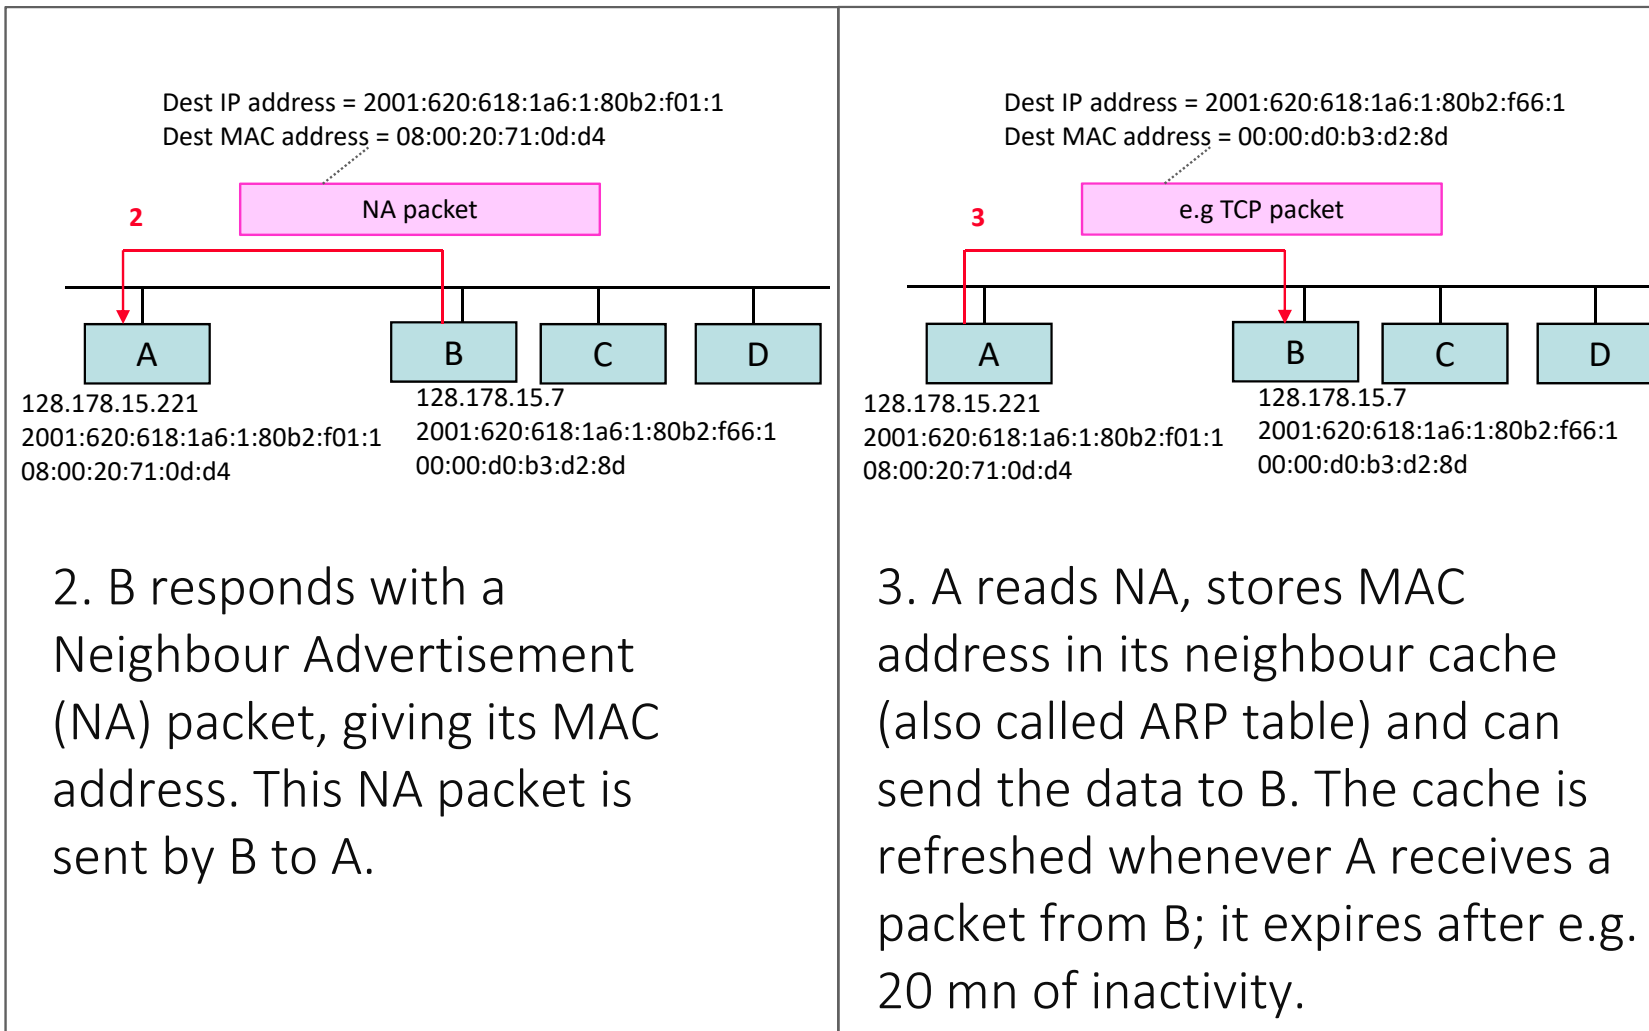 Dest IP address = 2001:620:618:1a6:1:80b2:f01:1
Dest MAC address = 08:00:20:71:0d:d4
NA packet
2
A
B
C
D
128.178.15.221
2001:620:618:1a6:1:80b2:f01:1
08:00:20:71:0d:d4
128.178.15.7
2001:620:618:1a6:1:80b2:f66:1
00:00:d0:b3:d2:8d
2. B responds with a
Neighbour Advertisement
(NA) packet, giving its MAC
address. This NA packet is
sent by B to A.
Dest IP address = 2001:620:618:1a6:1:80b2:f66:1
Dest MAC address = 00:00:d0:b3:d2:8d
e.g TCP packet
3
A
B
C
D
128.178.15.221
2001:620:618:1a6:1:80b2:f01:1
08:00:20:71:0d:d4
128.178.15.7
2001:620:618:1a6:1:80b2:f66:1
00:00:d0:b3:d2:8d
3. A reads NA, stores MAC
address in its neighbour cache
(also called ARP table) and can
send the data to B. The cache is
refreshed whenever A receives a
packet from B; it expires after e.g.
20 mn of inactivity.